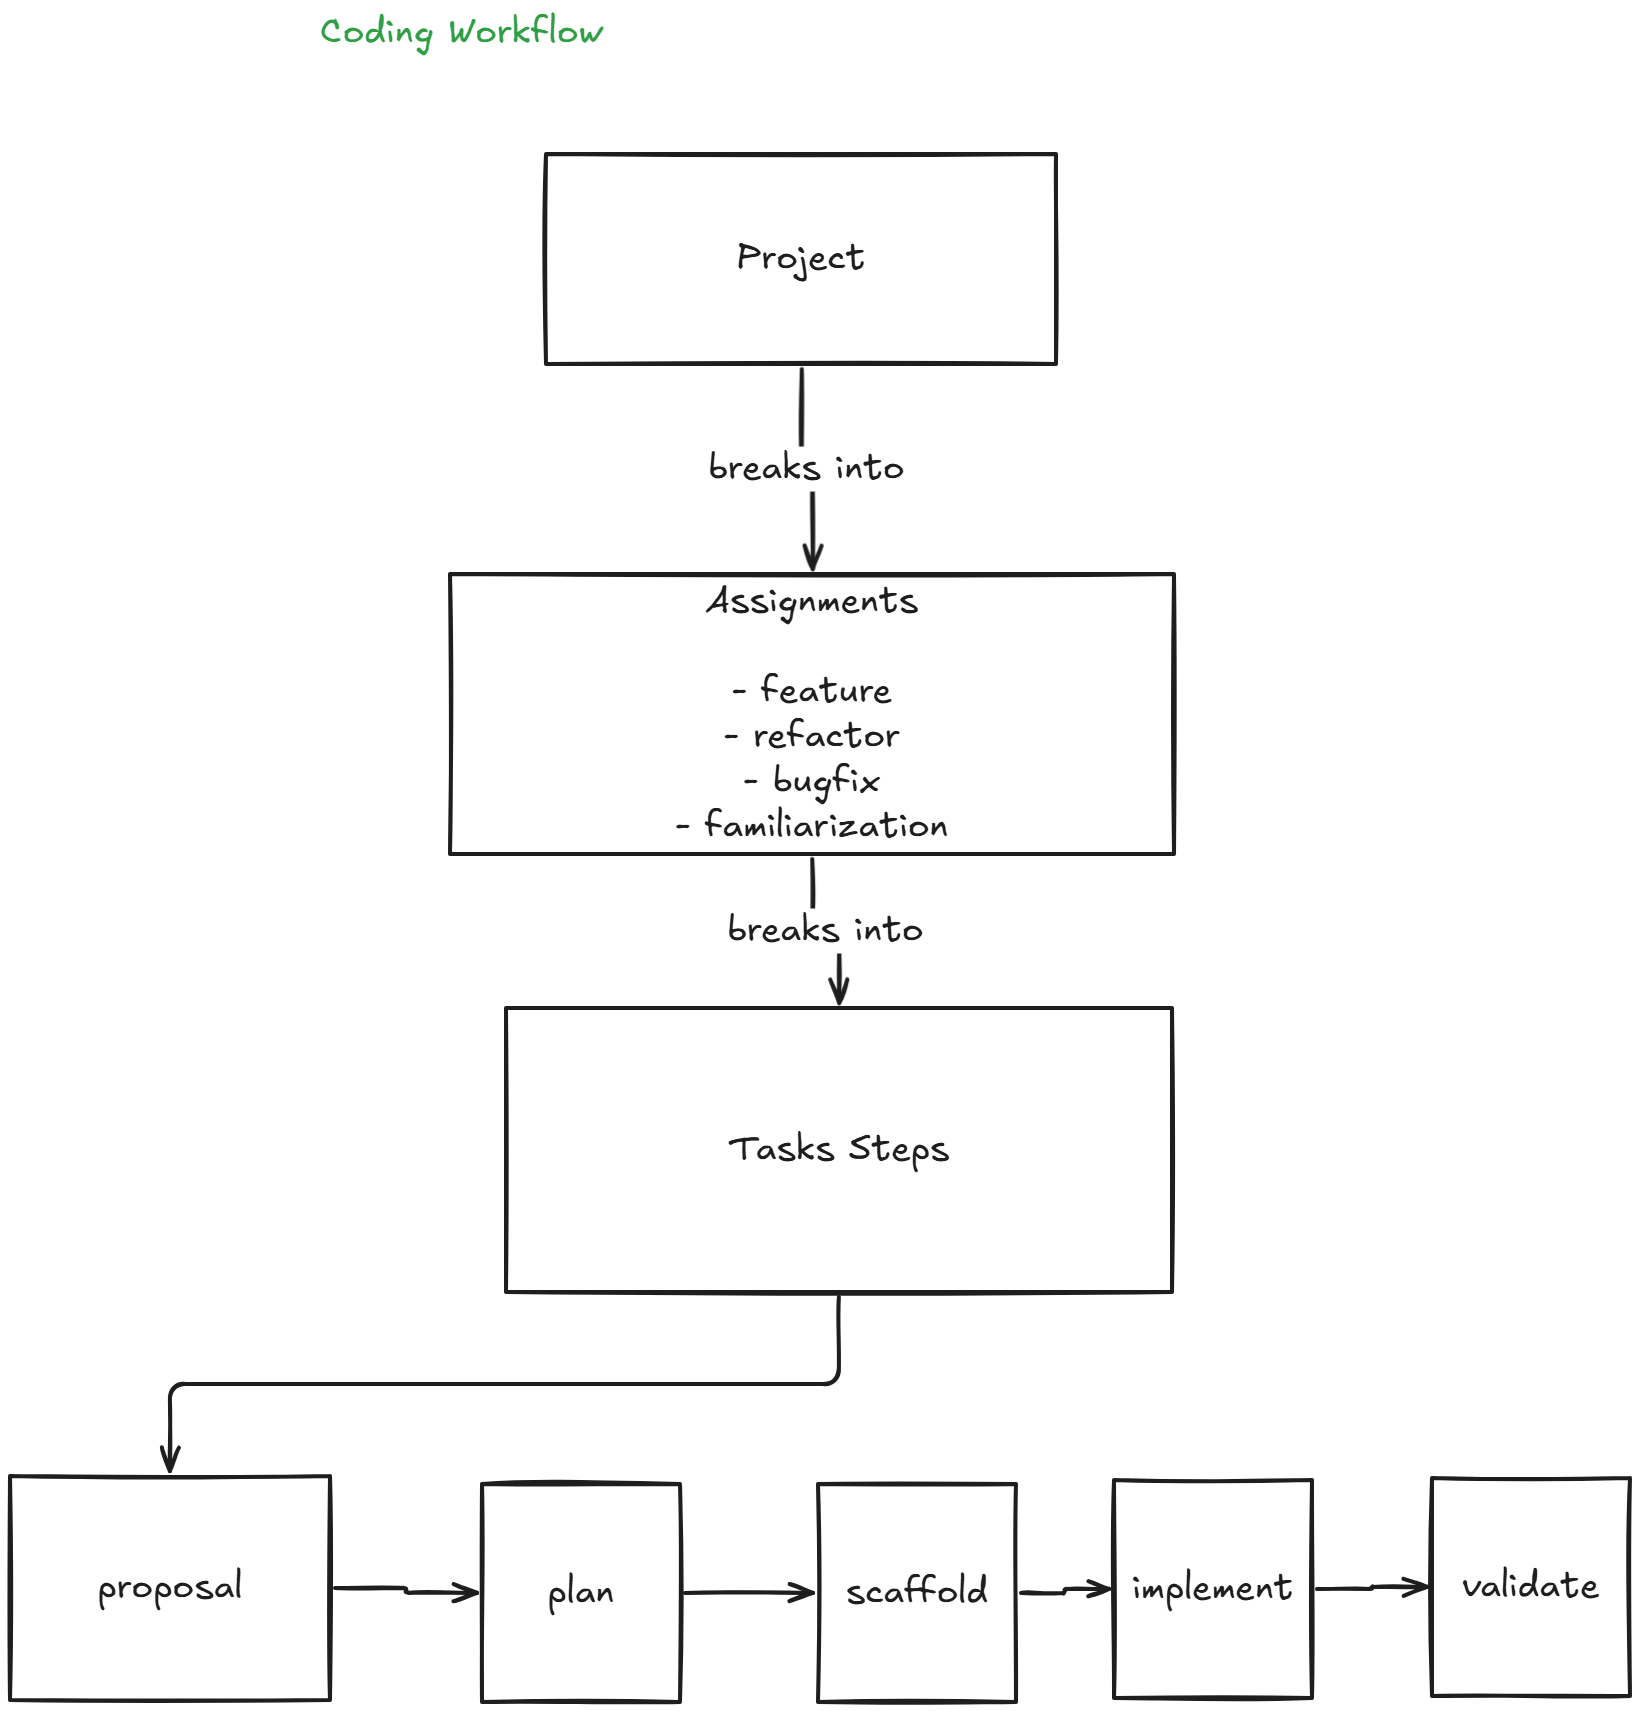 Coding Workflow
Project
breaks into
Assignments
- feature
- refactor
- bugfix
- familiarization
breaks into
Tasks Steps
proposal
plan
scaffold
implement
validate